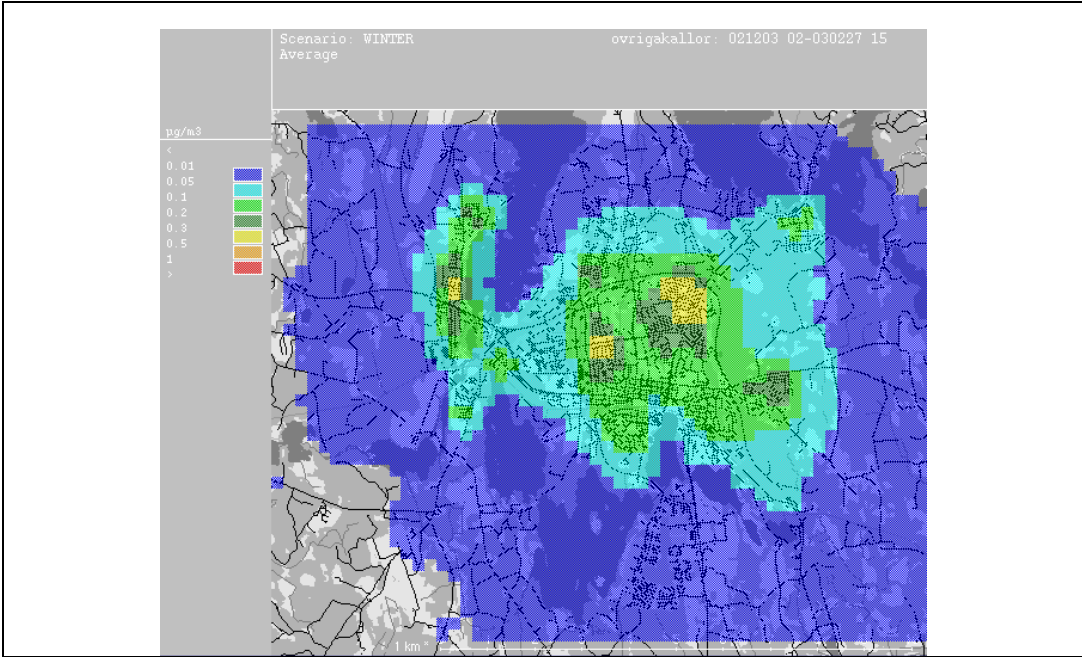 Scenario: WINTER
ovrigakallor: 021203 02-030227 15
Average
µg/m3
<
0.01
0.05
0.1
0.2
0.3
0.5
1
>
< 1 km *